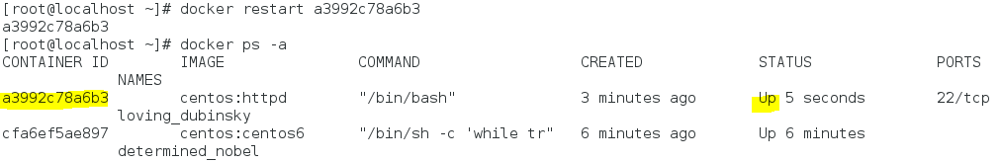 [root@localhost ~]# docker restart a3992c78a6b3
a3992c78a6b3
[root@localhost ~]# docker ps -a
CONTAINER ID        IMAGE               COMMAND                  CREATED             STATUS              PORTS
             NAMES
a3992c78a6b3        centos:httpd        "/bin/bash"              3 minutes ago       Up 5 seconds        22/tcp
             loving_dubinsky
cfa6ef5ae897        centos:centos6      "/bin/sh -c 'while tr"   6 minutes ago       Up 6 minutes
             determined_nobel